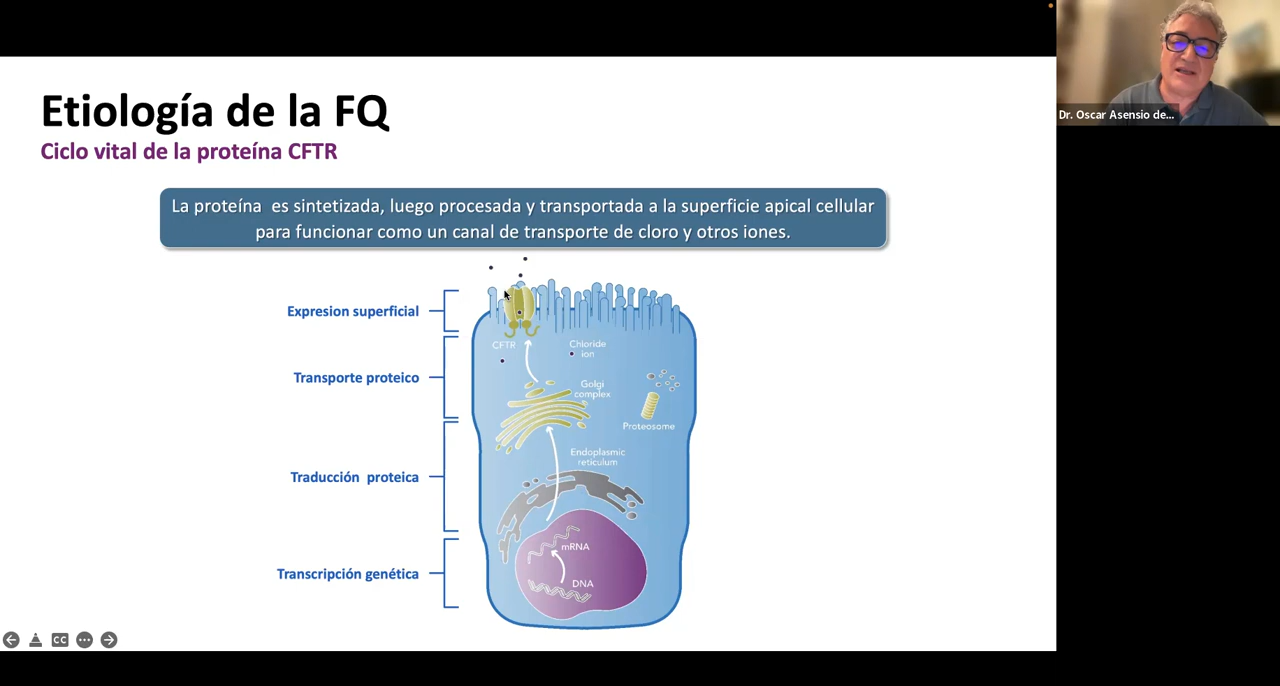 Etiología de la FQ
Ciclo vital de la proteína CFTR
La proteína es sintetizada, luego procesada y transportada a la superficie apical cellular
para funcionar como un canal de transporte de cloro y otros iones.
Expresion superficial
Transporte proteico
Traducción proteica
Transcripción genética
CFTR
Chloride
ion
Golgi
complex
Proteosome
Endoplasmic
reticulum
mRNA
DNA
CC
Dr. Oscar Asensio de...